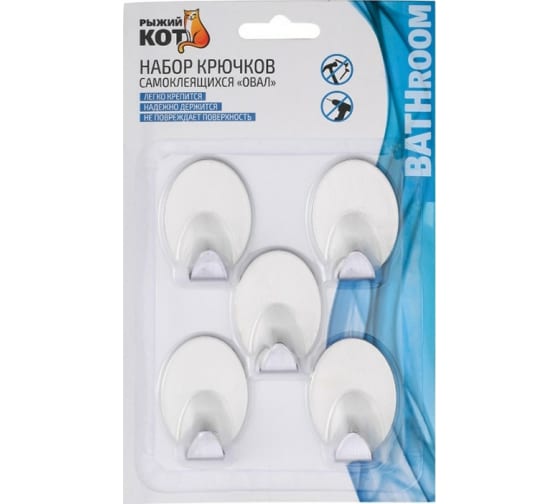 РЫЖИЙ
КОТ
НАБОР КРЮЧКОВ
САМОКЛЕЯЩИХСЯ «ОВАЛ»
ЛЕГКО КРЕПИТСЯ
НАДЕЖНО ДЕРЖИТСЯ
НЕ ПОВРЕЖДАЕТ ПОВЕРХНОСТЬ
BATHROOM